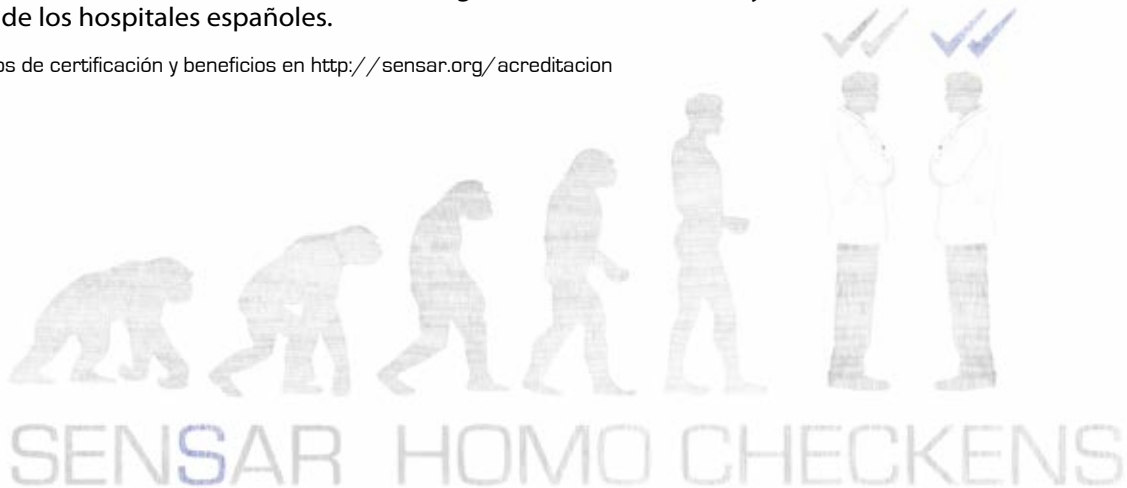 de los hospitales españoles.
os de certificación y beneficios en http://sensar.org/acreditacion
SENSAR HOMO CHECKENS